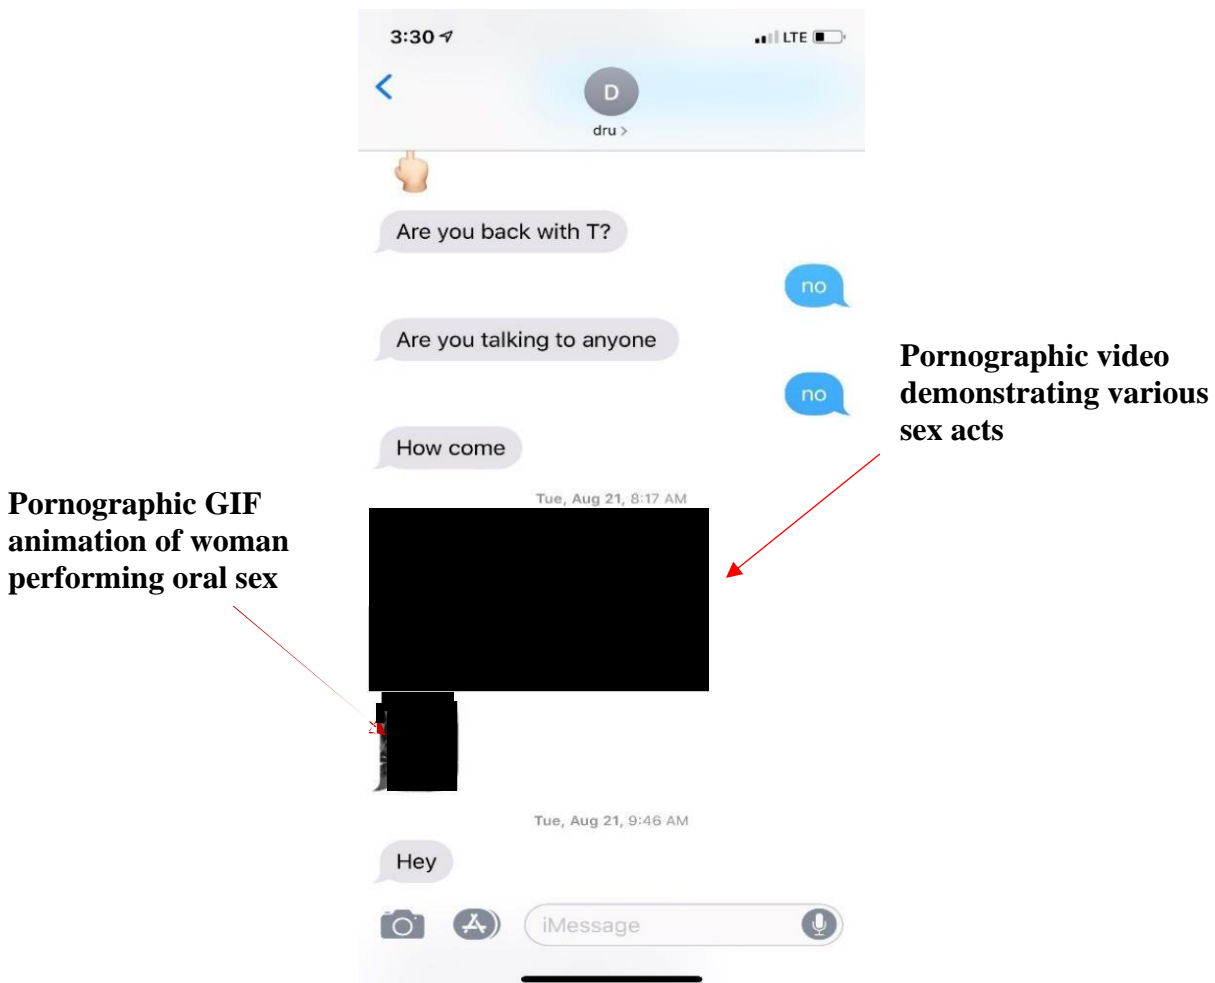 3:30
LTE
D
dru >
Are you back with T?
no
Are you talking to anyone
no
How come
Tue, Aug 21, 8:17 AM
Pornographic video
demonstrating various
sex acts
Pornographic GIF
animation of woman
performing oral sex
Tue, Aug 21, 9:46 AM
Hey
iMessage